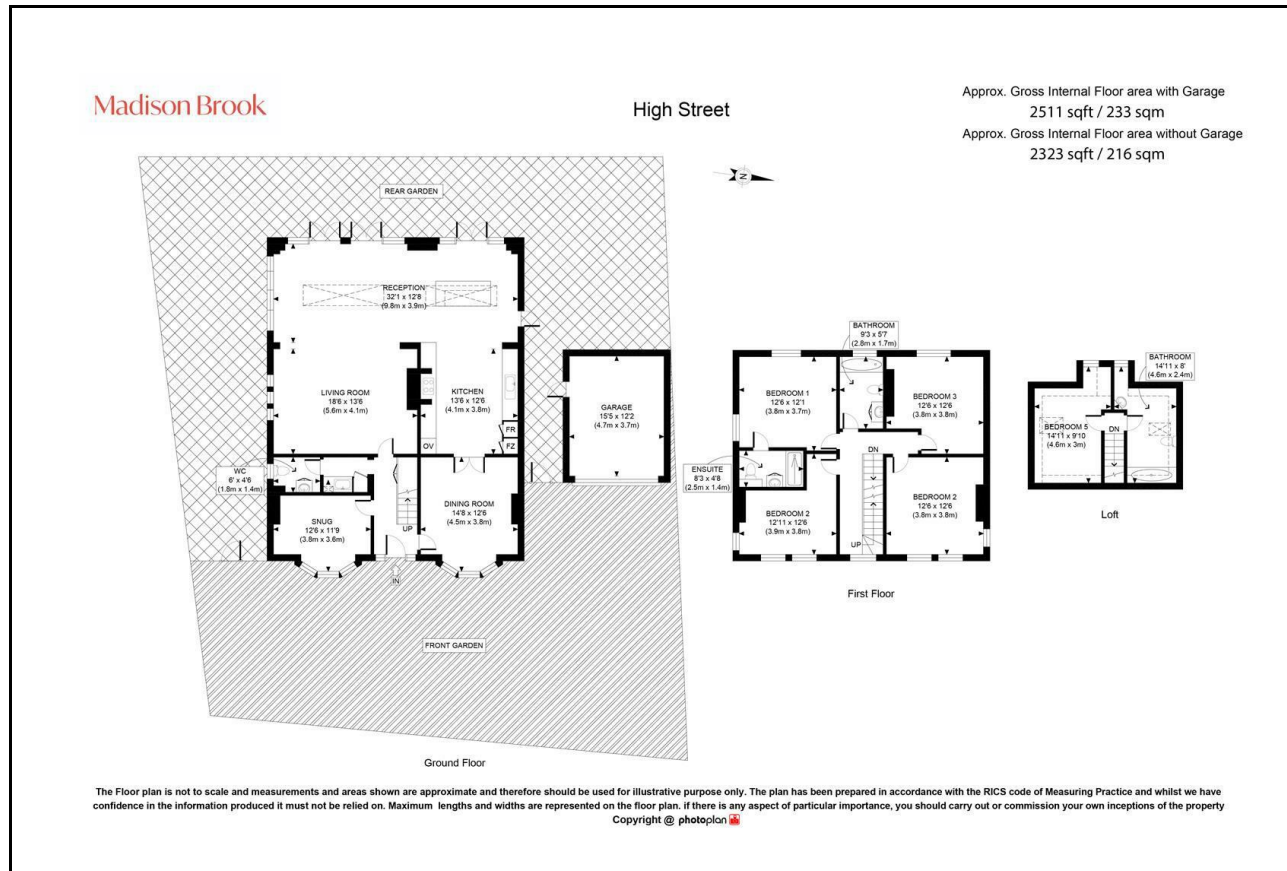 Madison Brook
High Street
Approx. Gross Internal Floor area with Garage
2511 sqft / 233 sqm
Approx. Gross Internal Floor area without Garage
2323 sqft / 216 sqm
N
REAR GARDEN
RECEPTION
32'1 x 12'8
(9.8m x 3.9m)
LIVING ROOM
18'6 x 13'6
(5.6m x 4.1m)
KITCHEN
13'6 x 12'6
(4.1m x 3.8m)
OV
FR
FZ
GARAGE
15'5 x 12'2
(4.7m x 3.7m)
WC
6' x 4'6
(1.8m x 1.4m)
SNUG
12'6 x 11'9
(3.8m x 3.6m)
UP
DINING ROOM
14'8 x 12'6
(4.5m x 3.8m)
IN
FRONT GARDEN
Ground Floor
BATHROOM
9'3 x 5'7
(2.8m x 1.7m)
BEDROOM 1
12'6 x 12'1
(3.8m x 3.7m)
BEDROOM 3
12'6 x 12'6
(3.8m x 3.8m)
DN
ENSUITE
8'3 x 4'8
(2.5m x 1.4m)
BEDROOM 2
12'11 x 12'6
(3.9m x 3.8m)
UP
BEDROOM 2
12'6 x 12'6
(3.8m x 3.8m)
First Floor
BATHROOM
14'11 x 8'
(4.6m x 2.4m)
BEDROOM 5
14'11 x 9'10
(4.6m x 3m)
DN
Loft
The Floor plan is not to scale and measurements and areas shown are approximate and therefore should be used for illustrative purpose only. The plan has been prepared in accordance with the RICS code of Measuring Practice and whilst we have
confidence in the information produced it must not be relied on. Maximum lengths and widths are represented on the floor plan. if there is any aspect of particular importance, you should carry out or commission your own inceptions of the property
Copyright @ photoplan